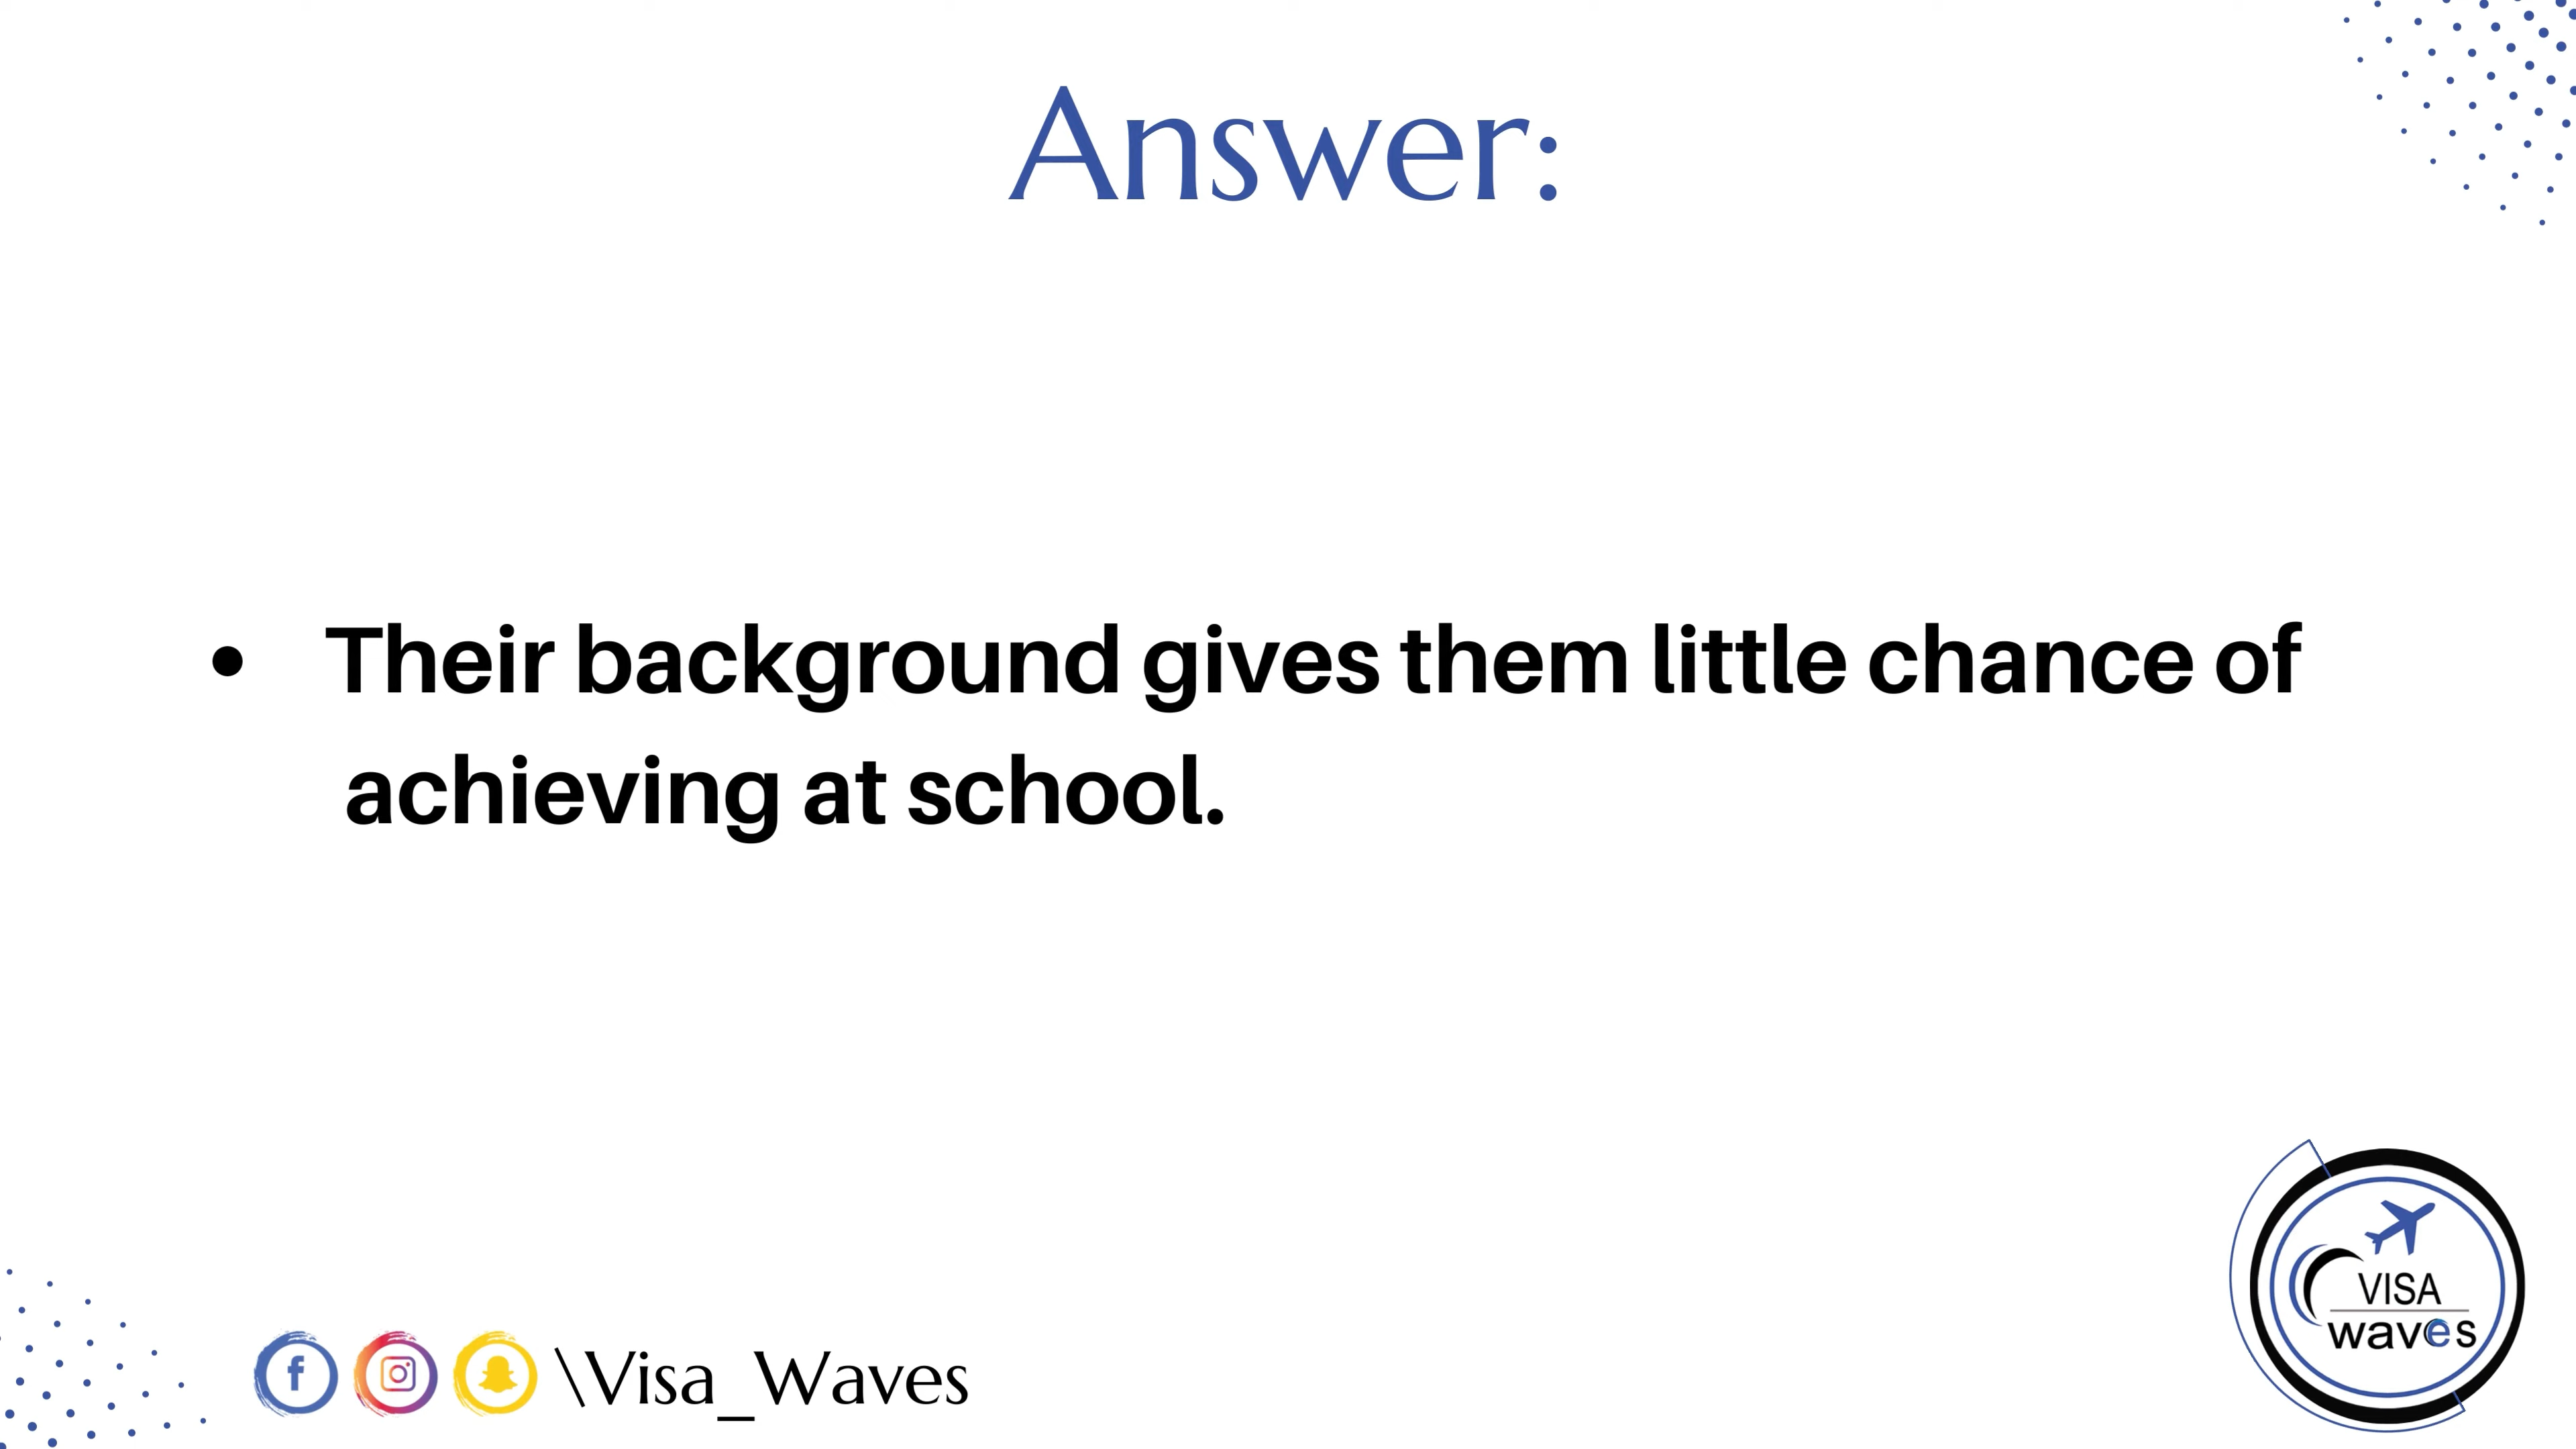 Answer:
• Their background gives them little chance of
achieving at school.
\Visa_Waves
VISA
waves